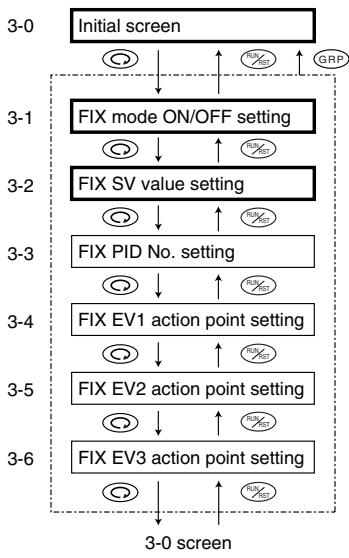 3-0 Initial screen
RUN/RST GRP
3-1 FIX mode ON/OFF setting
RUN/RST
3-2 FIX SV value setting
RUN/RST
3-3 FIX PID No. setting
RUN/RST
3-4 FIX EV1 action point setting
RUN/RST
3-5 FIX EV2 action point setting
RUN/RST
3-6 FIX EV3 action point setting
RUN/RST
3-0 screen